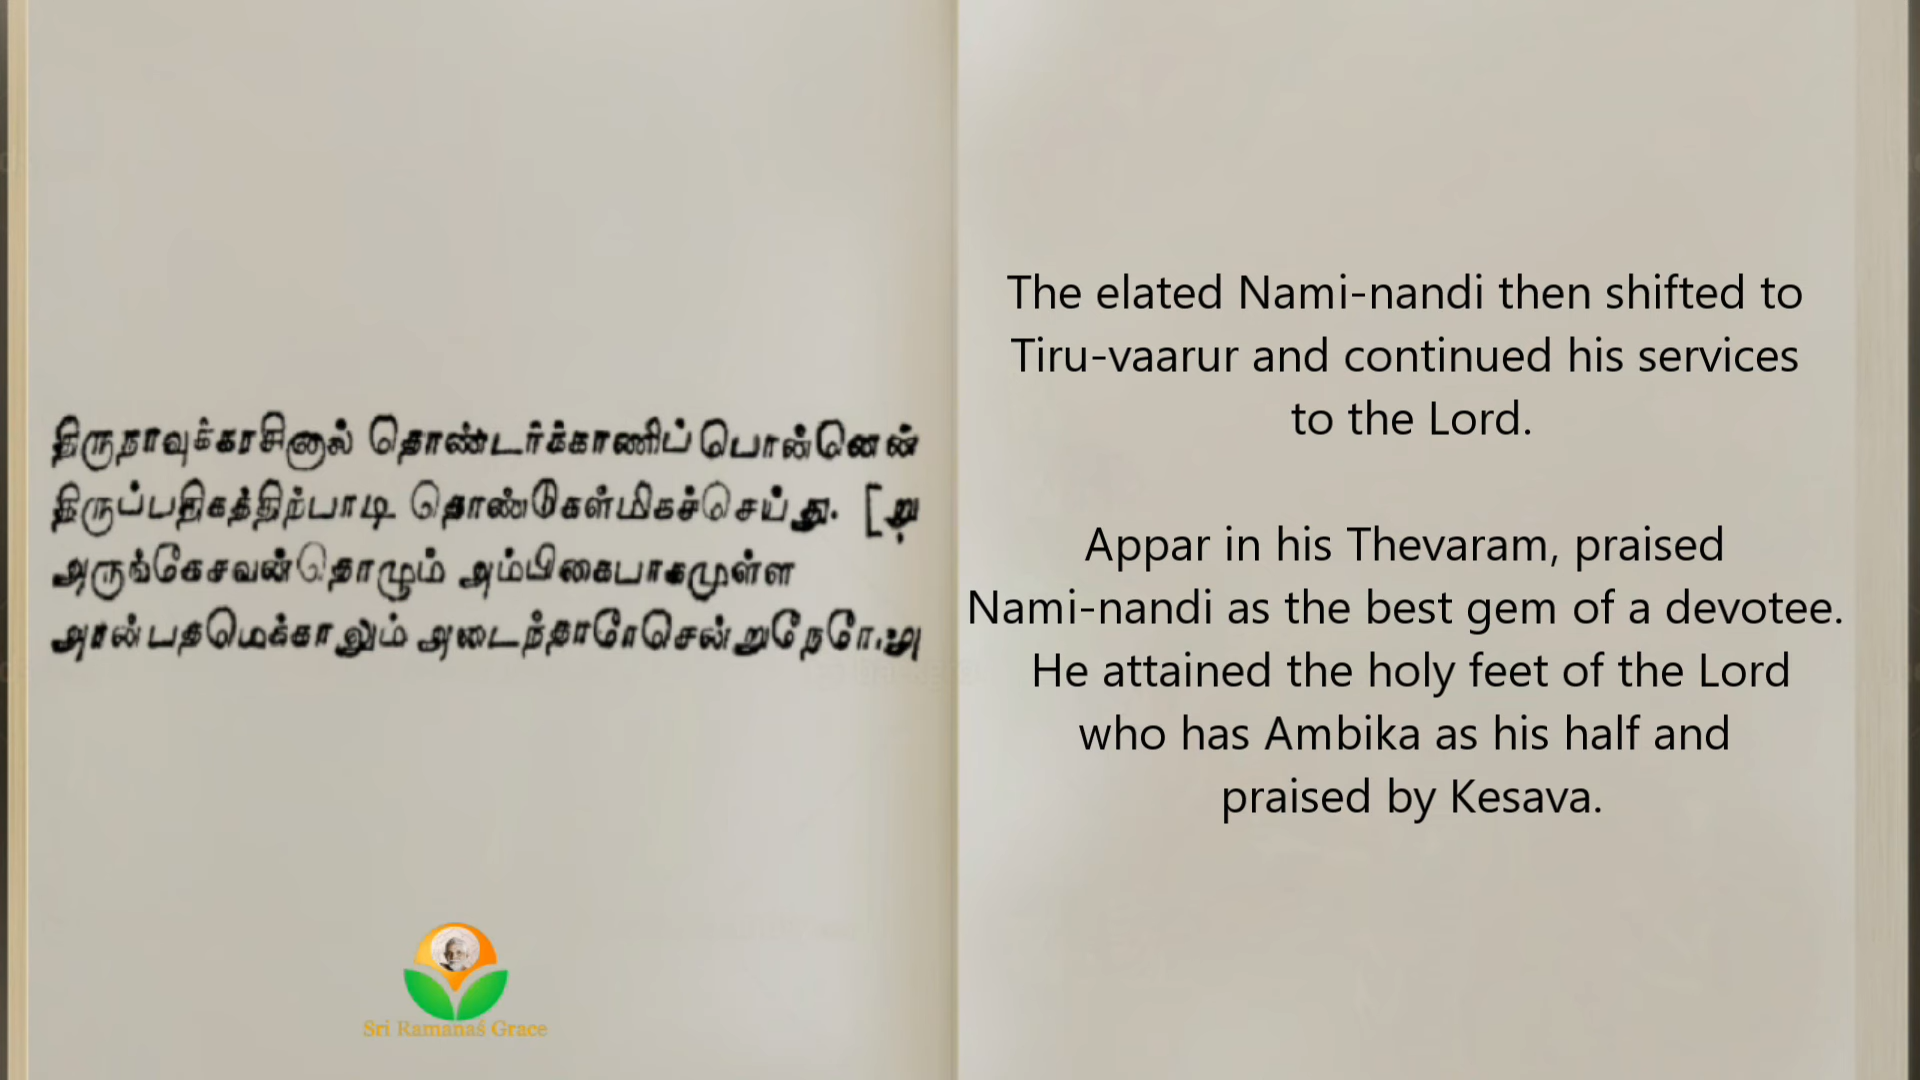 திருநாவுக்கரசினால் தொண்டர்க்காணிப் பொன்னென்
திருப்பதிகத்திற்பாடி தொண்டுகள்மிகச்செய்து. [று
அருங்கேசவன்தொழும் அம்பிகைபாகமுள்ள
அரன் பதமெக்காலும் அடைந்தாரேசென்றுநேரே.
Sri Ramanaś Grace
The elated Nami-nandi then shifted to
Tiru-vaarur and continued his services
to the Lord.
Appar in his Thevaram, praised
Nami-nandi as the best gem of a devotee.
He attained the holy feet of the Lord
who has Ambika as his half and
praised by Kesava.